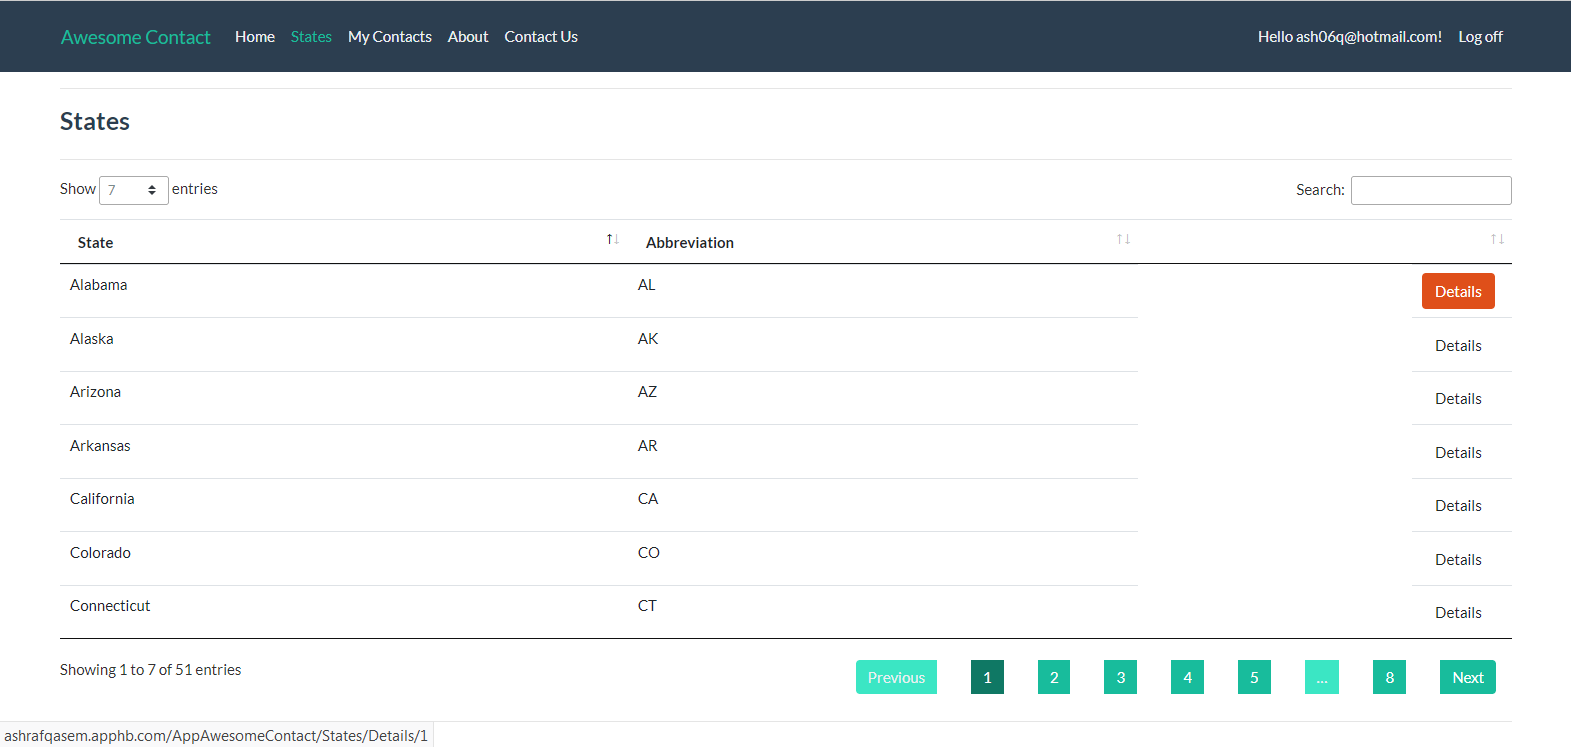 Awesome Contact Home States My Contacts About Contact Us Hello ash06q@hotmail.com! Log off
States
Show 7 entries Search:
State Abbreviation
Alabama AL Details
Alaska AK Details
Arizona AZ Details
Arkansas AR Details
California CA Details
Colorado CO Details
Connecticut CT Details
Showing 1 to 7 of 51 entries Previous 1 2 3 4 5 ... 8 Next
ashrafqasem.apphb.com/AppAwesomeContact/States/Details/1